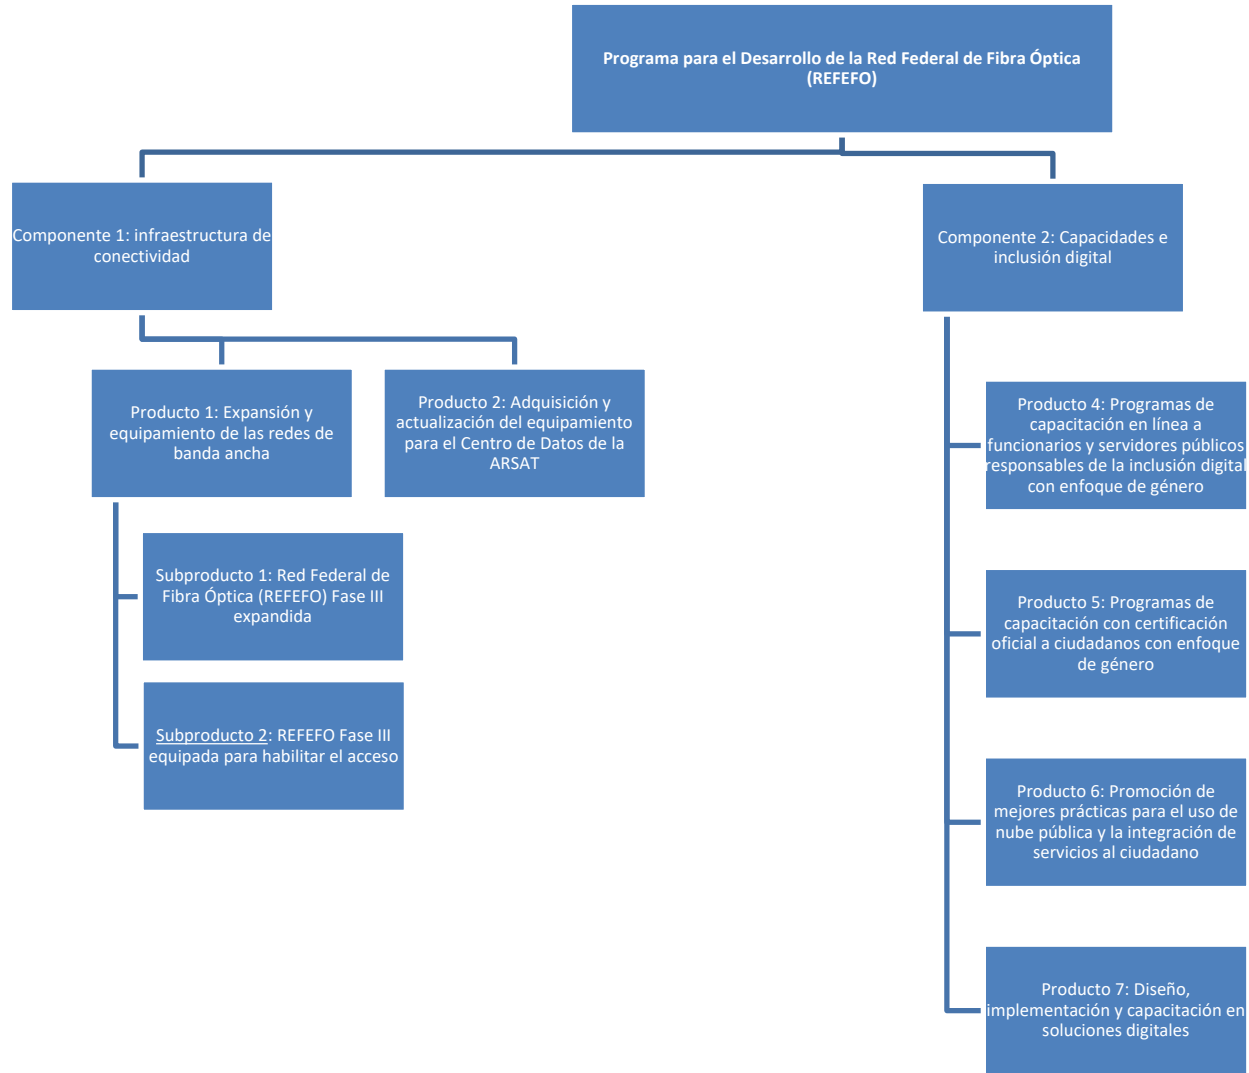 Programa para el Desarrollo de la Red Federal de Fibra Óptica
(REFEFO)
Componente 1: infraestructura de
conectividad
Componente 2: Capacidades e
inclusión digital
Producto 1: Expansión y
equipamiento de las redes de
banda ancha
Producto 2: Adquisición y
actualización del equipamiento
para el Centro de Datos de la
ARSAT
Subproducto 1: Red Federal de
Fibra Óptica (REFEFO) Fase III
expandida
Subproducto 2: REFEFO Fase III
equipada para habilitar el acceso
Producto 4: Programas de
capacitación en línea a
funcionarios y servidores públicos
responsables de la inclusión digital
con enfoque de género
Producto 5: Programas de
capacitación con certificación
oficial a ciudadanos con enfoque
de género
Producto 6: Promoción de
mejores prácticas para el uso de
nube pública y la integración de
servicios al ciudadano
Producto 7: Diseño,
implementación y capacitación en
soluciones digitales